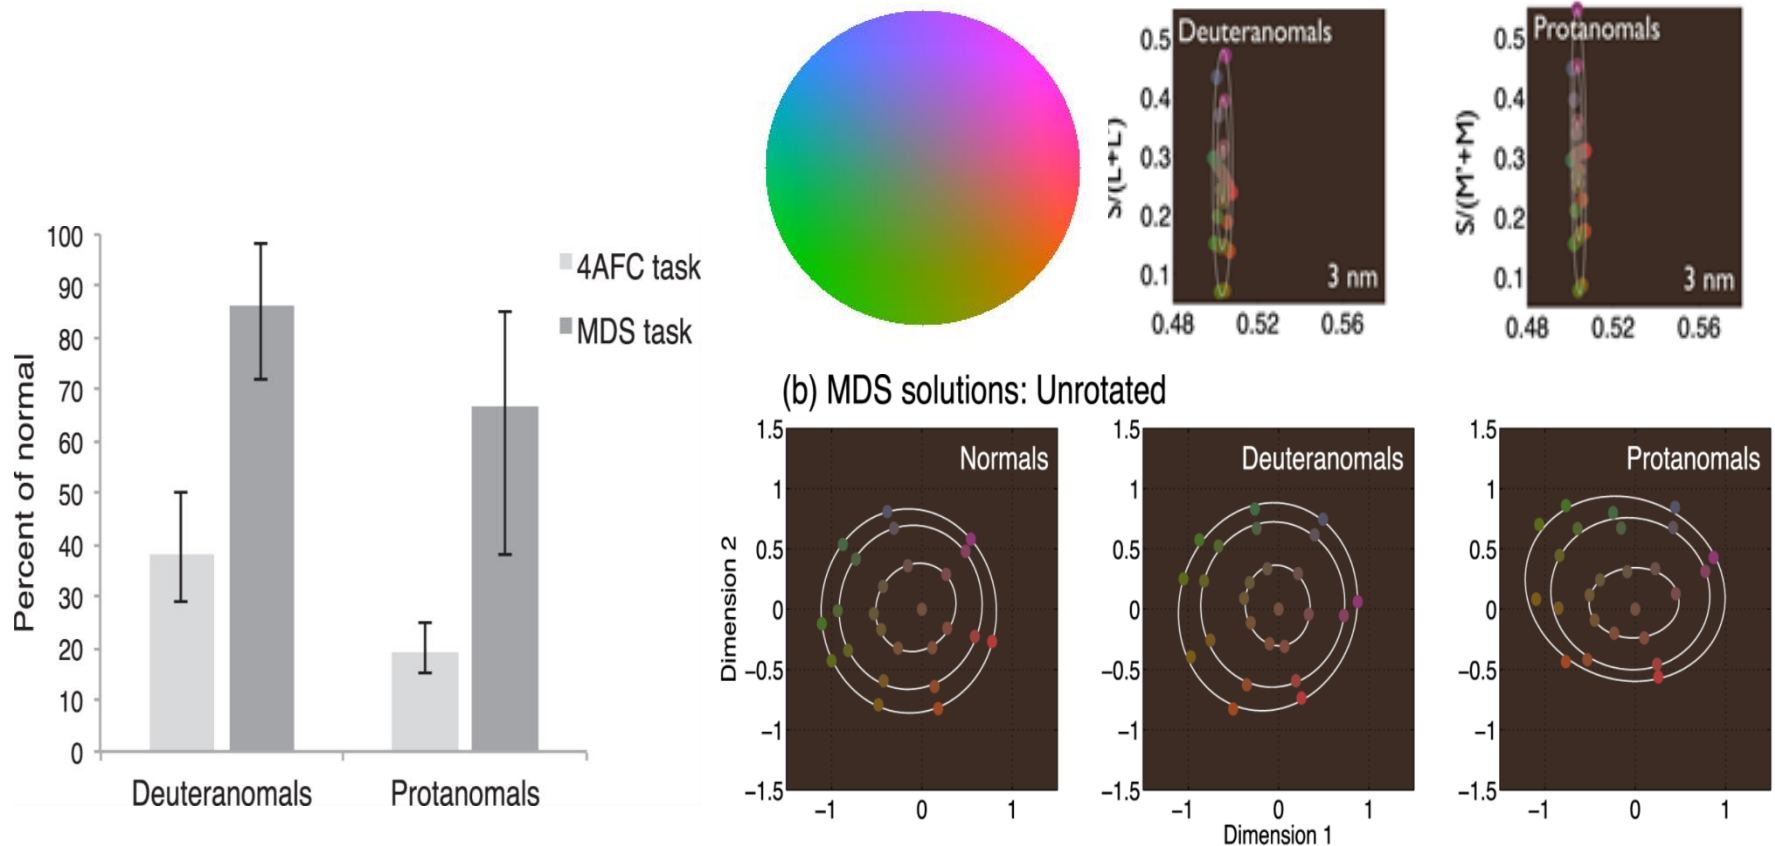 Percent of normal
100
90
80
70
60
50
40
30
20
10
0
Deuteranomals
Protanomals
4AFC task
MDS task
S/(L+L')
0.5
0.4
0.3
0.2
0.1
Deuteranomals
3 nm
0.48 0.52 0.56
S/(M'+M)
0.5
0.4
0.3
0.2
0.1
Protanomals
3 nm
0.48 0.52 0.56
(b) MDS solutions: Unrotated
Dimension 2
1.5
1
0.5
0
−0.5
−1
−1.5
Normals
−1 0 1
1.5
1
0.5
0
−0.5
−1
−1.5
Deuteranomals
−1 0 1
1.5
1
0.5
0
−0.5
−1
−1.5
Protanomals
−1 0 1
Dimension 1